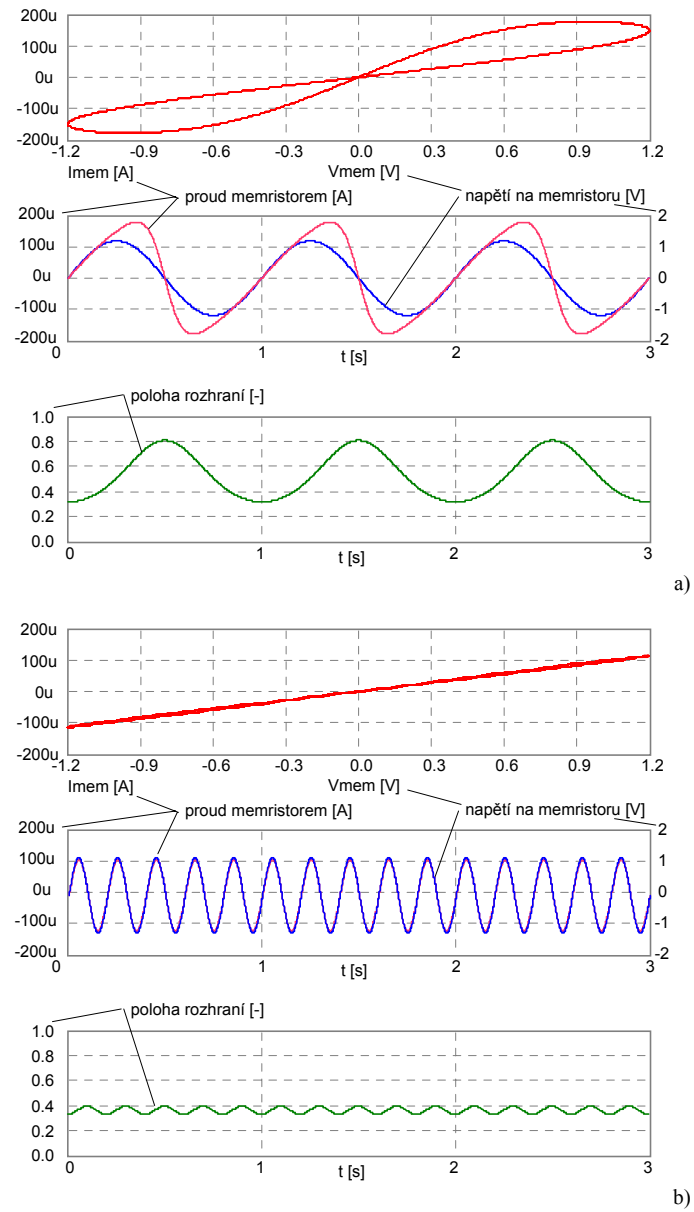 200u
100u
0u
-100u
-200u
-1.2 -0.9 -0.6 -0.3 0.0 0.3 0.6 0.9 1.2
Imem [A] Vmem [V]
proud memristorem [A] napětí na memristoru [V]
200u 2
100u 1
0u 0
-100u -1
-200u -2
0 1 2 3
t [s]
poloha rozhraní [-]
1.0
0.8
0.6
0.4
0.2
0.0
0 1 2 3
t [s]
a)
200u
100u
0u
-100u
-200u
-1.2 -0.9 -0.6 -0.3 0.0 0.3 0.6 0.9 1.2
Imem [A] Vmem [V]
proud memristorem [A] napětí na memristoru [V]
200u 2
100u 1
0u 0
-100u -1
-200u -2
0 1 2 3
t [s]
poloha rozhraní [-]
1.0
0.8
0.6
0.4
0.2
0.0
0 1 2 3
t [s]
b)